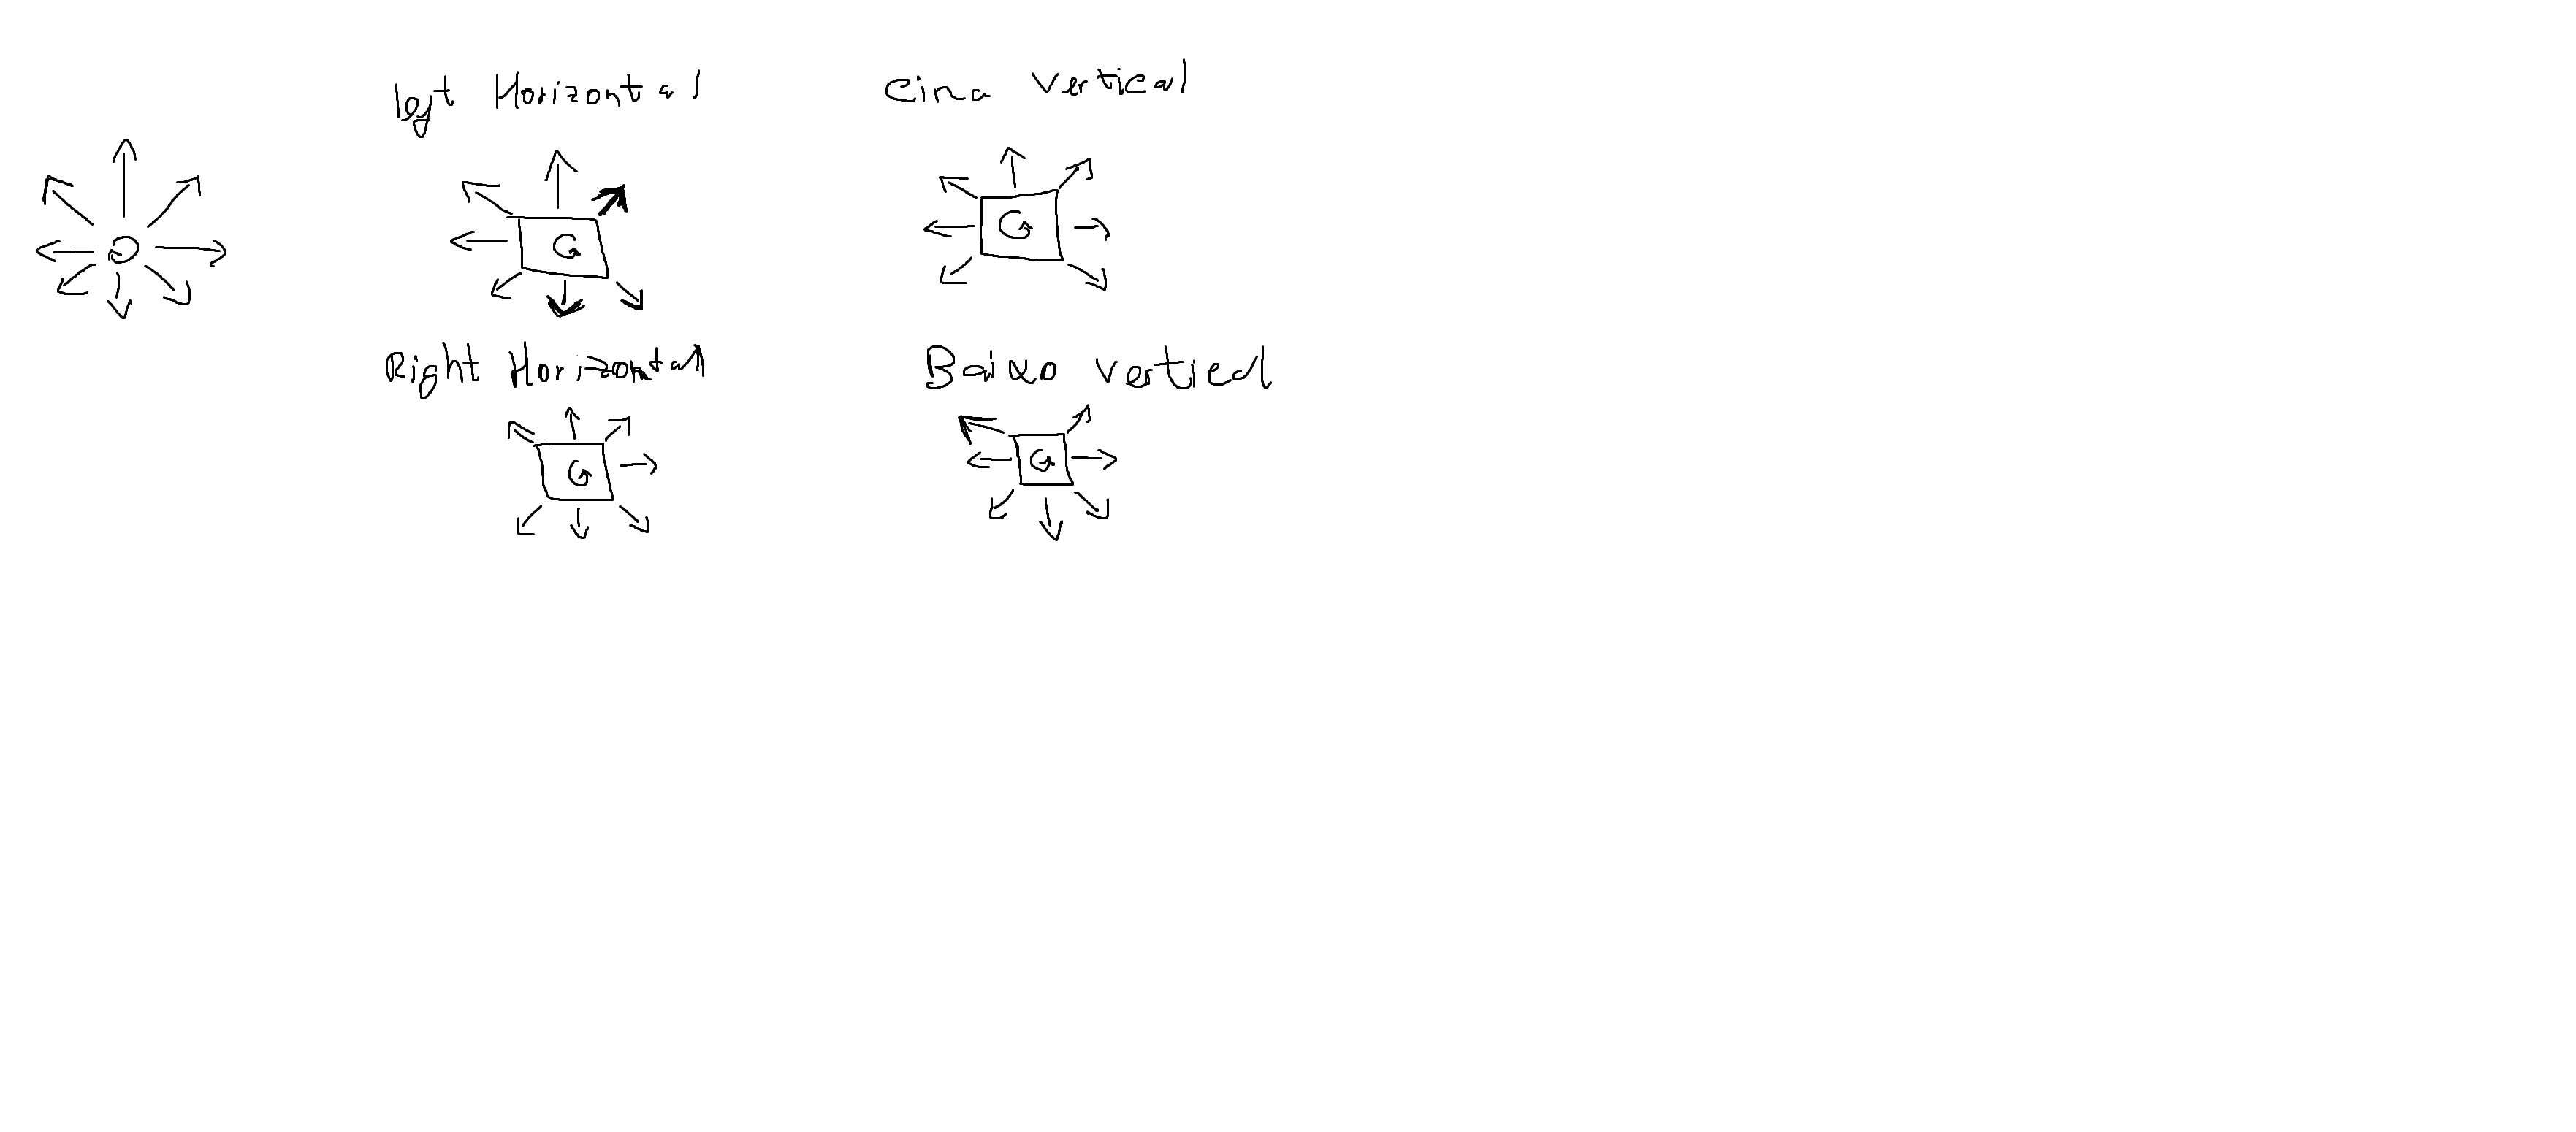 left Horizontal
Cima Vertical
G
G
Right Horizontal
Baixo Vertical
G
G